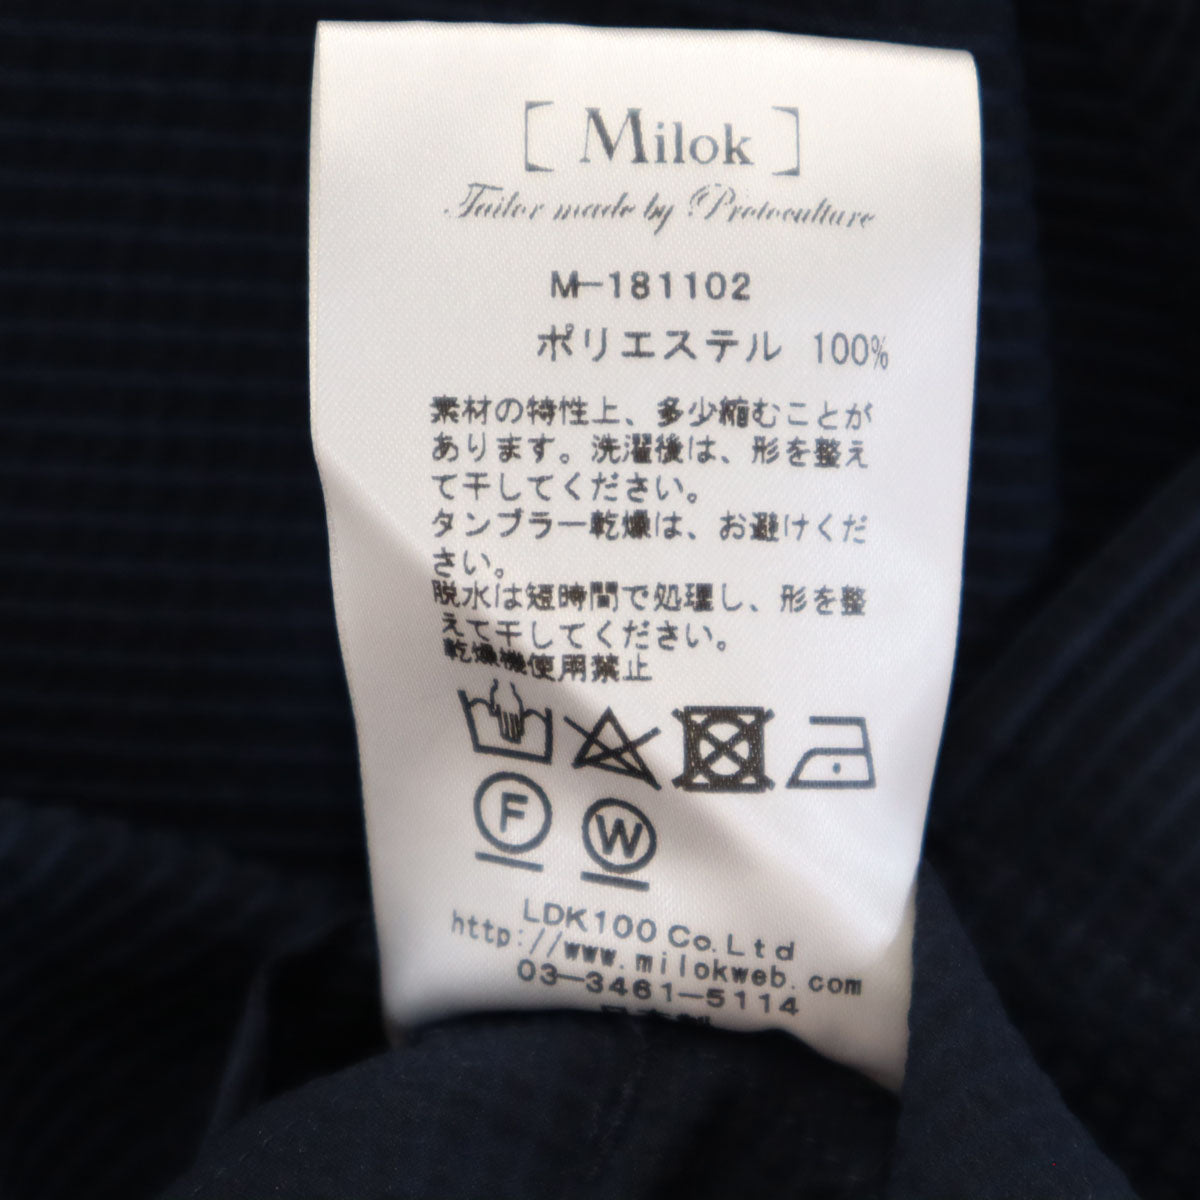 [ Milok ]
Tailor made by Protoculture
M-181102
ポリエステル 100%
素材の特性上、多少縮むことが
あります。洗濯後は、形を整え
て干してください。
タンブラー乾燥は、お避けくだ
さい。
脱水は短時間で処理し、形を整
えて干してください。
乾燥機使用禁止
F
W
LDK100 Co.Ltd
http://www.milokweb.com
03-3461-5114